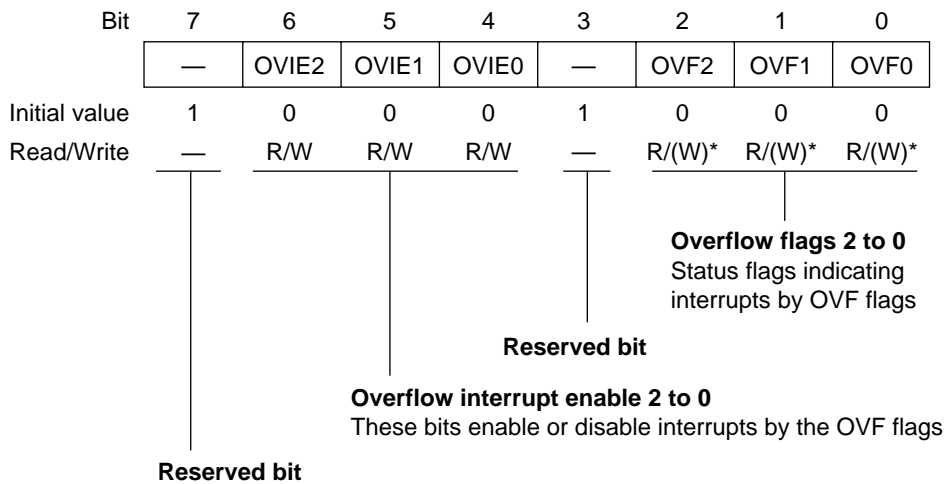 Bit 7 6 5 4 3 2 1 0
— OVIE2 OVIE1 OVIE0 — OVF2 OVF1 OVF0
Initial value 1 0 0 0 1 0 0 0
Read/Write — R/W R/W R/W — R/(W)* R/(W)* R/(W)*
Overflow flags 2 to 0
Status flags indicating
interrupts by OVF flags
Reserved bit
Overflow interrupt enable 2 to 0
These bits enable or disable interrupts by the OVF flags
Reserved bit